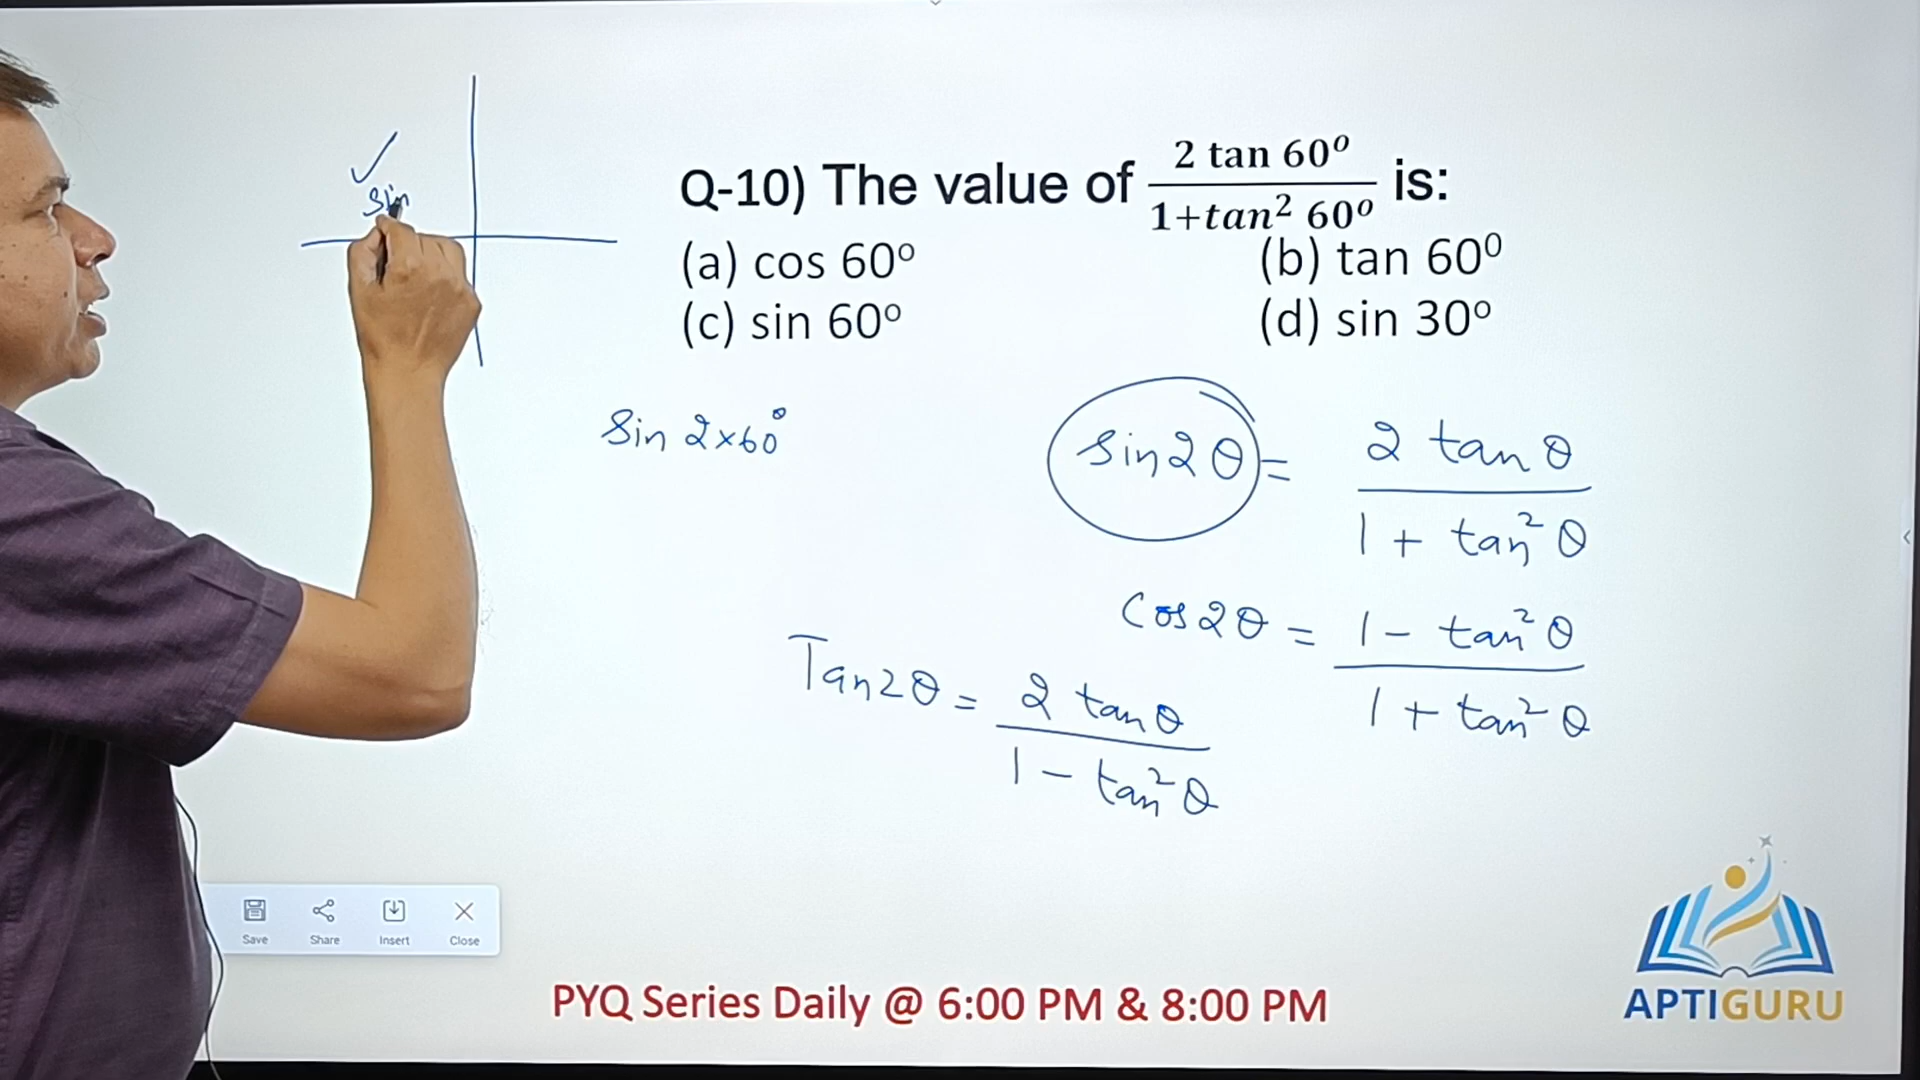 Q-10) The value of 2 tan 60° / 1+tan² 60° is:
(a) cos 60°
(b) tan 60⁰
(c) sin 60°
(d) sin 30°
✓
sin
Sin 2×60°
sin2θ = 2 tanθ / 1 + tan²θ
Cos2θ = 1 - tan²θ / 1 + tan²θ
Tan2θ = 2 tanθ / 1 - tan²θ
Save Share Insert Close
PYQ Series Daily @ 6:00 PM & 8:00 PM
APTIGURU